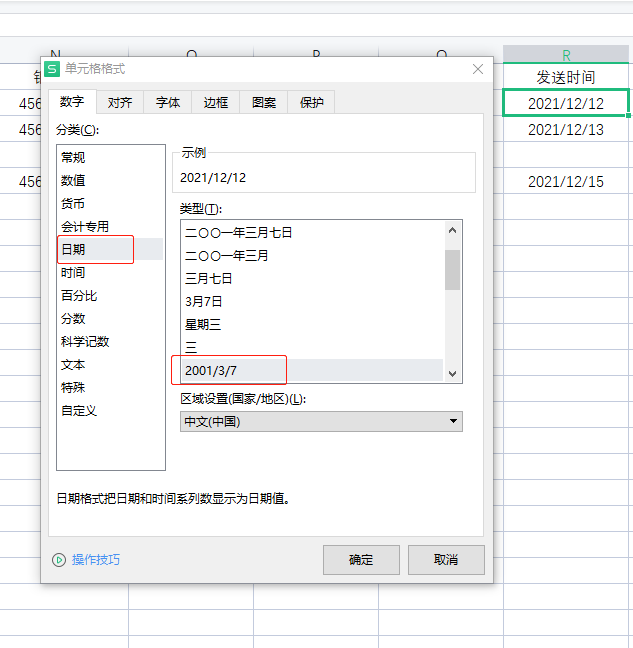 R
单元格格式
发送时间
数字 对齐 字体 边框 图案 保护
456
2021/12/12
分类(C):
456
2021/12/13
常规
数值
货币
会计专用
日期
时间
百分比
分数
科学记数
文本
特殊
自定义
示例
2021/12/12
456
2021/12/15
类型(T):
二〇〇一年三月七日
二〇〇一年三月
三月七日
3月7日
星期三
三
2001/3/7
区域设置(国家/地区)(L):
中文(中国)
日期格式把日期和时间系列数显示为日期值。
操作技巧
确定
取消